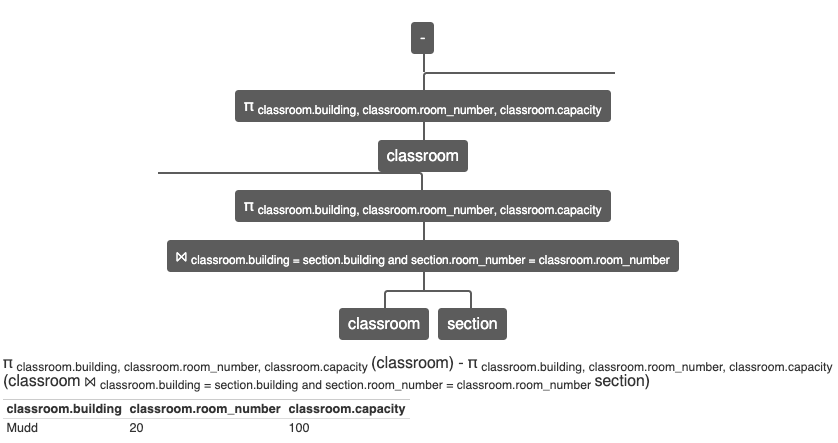 -
π classroom.building, classroom.room_number, classroom.capacity
classroom
π classroom.building, classroom.room_number, classroom.capacity
⋈ classroom.building = section.building and section.room_number = classroom.room_number
classroom section
π classroom.building, classroom.room_number, classroom.capacity (classroom) - π classroom.building, classroom.room_number, classroom.capacity
(classroom ⋈ classroom.building = section.building and section.room_number = classroom.room_number section)
classroom.building classroom.room_number classroom.capacity
Mudd 20 100